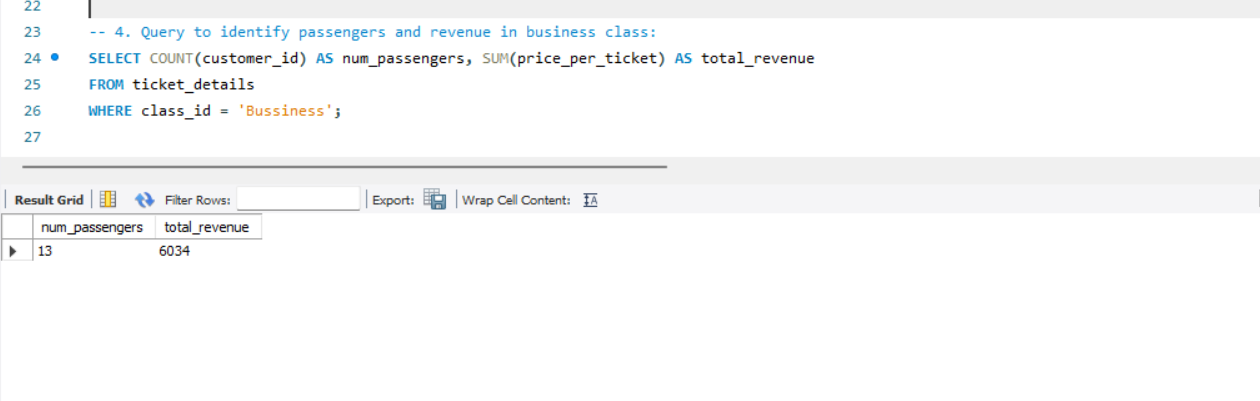 22
23 -- 4. Query to identify passengers and revenue in business class:
24 SELECT COUNT(customer_id) AS num_passengers, SUM(price_per_ticket) AS total_revenue
25 FROM ticket_details
26 WHERE class_id = 'Bussiness';
27
Result Grid Filter Rows: Export: Wrap Cell Content: IA
num_passengers total_revenue
13 6034